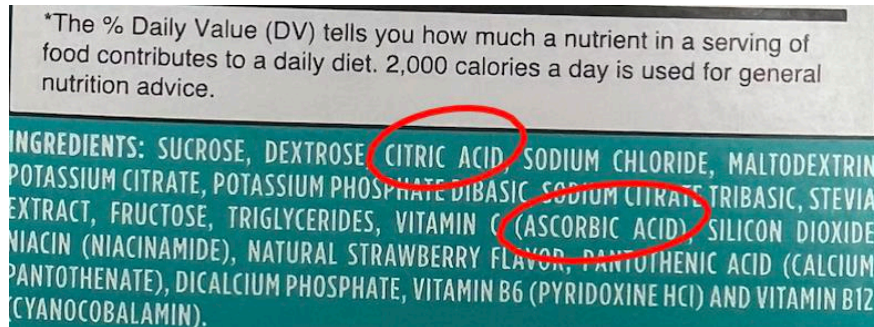 *The % Daily Value (DV) tells you how much a nutrient in a serving of
food contributes to a daily diet. 2,000 calories a day is used for general
nutrition advice.
INGREDIENTS: SUCROSE, DEXTROSE, CITRIC ACID, SODIUM CHLORIDE, MALTODEXTRIN
POTASSIUM CITRATE, POTASSIUM PHOSPHATE DIBASIC, SODIUM CITRATE TRIBASIC, STEVIA
EXTRACT, FRUCTOSE, TRIGLYCERIDES, VITAMIN C (ASCORBIC ACID), SILICON DIOXIDE
NIACIN (NIACINAMIDE), NATURAL STRAWBERRY FLAVOR, PANTOTHENIC ACID (CALCIUM
PANTOTHENATE), DICALCIUM PHOSPHATE, VITAMIN B6 (PYRIDOXINE HCl) AND VITAMIN B12
(CYANOCOBALAMIN).